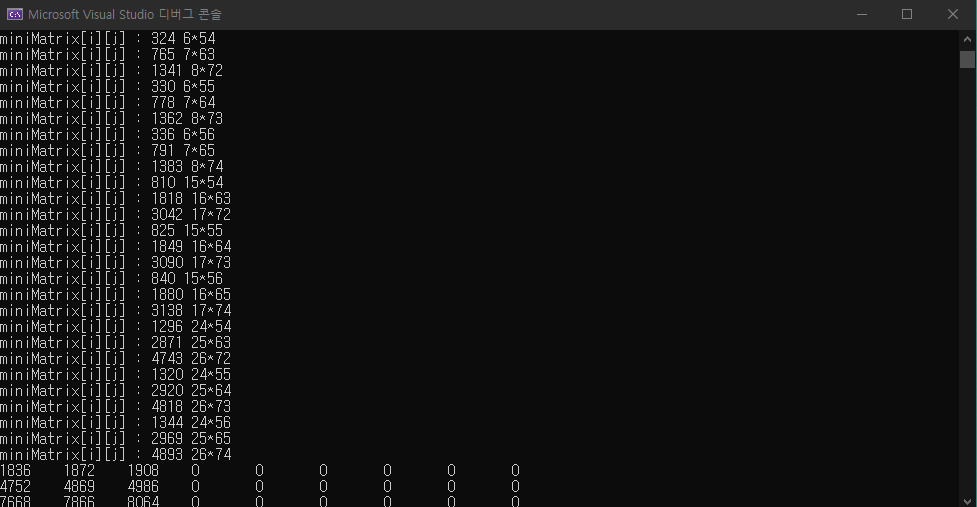 Microsoft Visual Studio 디버그 콘솔
miniMatrix[i][j] : 324 6*54
miniMatrix[i][j] : 765 7*63
miniMatrix[i][j] : 1341 8*72
miniMatrix[i][j] : 330 6*55
miniMatrix[i][j] : 778 7*64
miniMatrix[i][j] : 1362 8*73
miniMatrix[i][j] : 336 6*56
miniMatrix[i][j] : 791 7*65
miniMatrix[i][j] : 1383 8*74
miniMatrix[i][j] : 810 15*54
miniMatrix[i][j] : 1818 16*63
miniMatrix[i][j] : 3042 17*72
miniMatrix[i][j] : 825 15*55
miniMatrix[i][j] : 1849 16*64
miniMatrix[i][j] : 3090 17*73
miniMatrix[i][j] : 840 15*56
miniMatrix[i][j] : 1880 16*65
miniMatrix[i][j] : 3138 17*74
miniMatrix[i][j] : 1296 24*54
miniMatrix[i][j] : 2871 25*63
miniMatrix[i][j] : 4743 26*72
miniMatrix[i][j] : 1320 24*55
miniMatrix[i][j] : 2920 25*64
miniMatrix[i][j] : 4818 26*73
miniMatrix[i][j] : 1344 24*56
miniMatrix[i][j] : 2969 25*65
miniMatrix[i][j] : 4893 26*74
1836 1872 1908 0 0 0 0 0 0
4752 4869 4986 0 0 0 0 0 0
7668 7866 8064 0 0 0 0 0 0